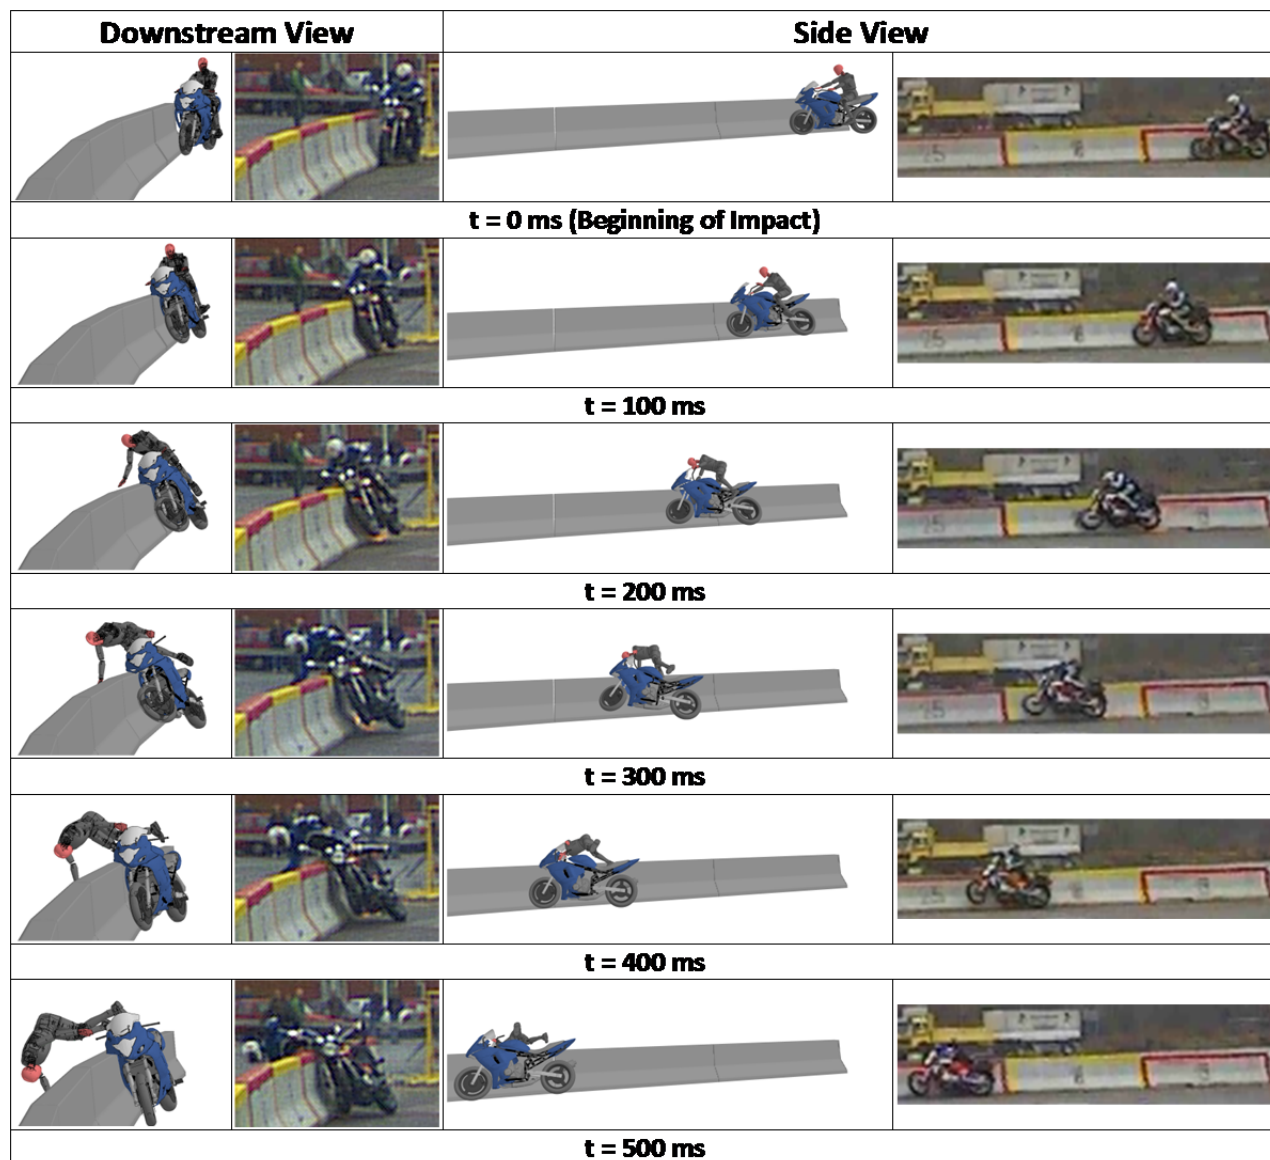 Downstream View
Side View
t = 0 ms (Beginning of Impact)
t = 100 ms
t = 200 ms
t = 300 ms
t = 400 ms
t = 500 ms